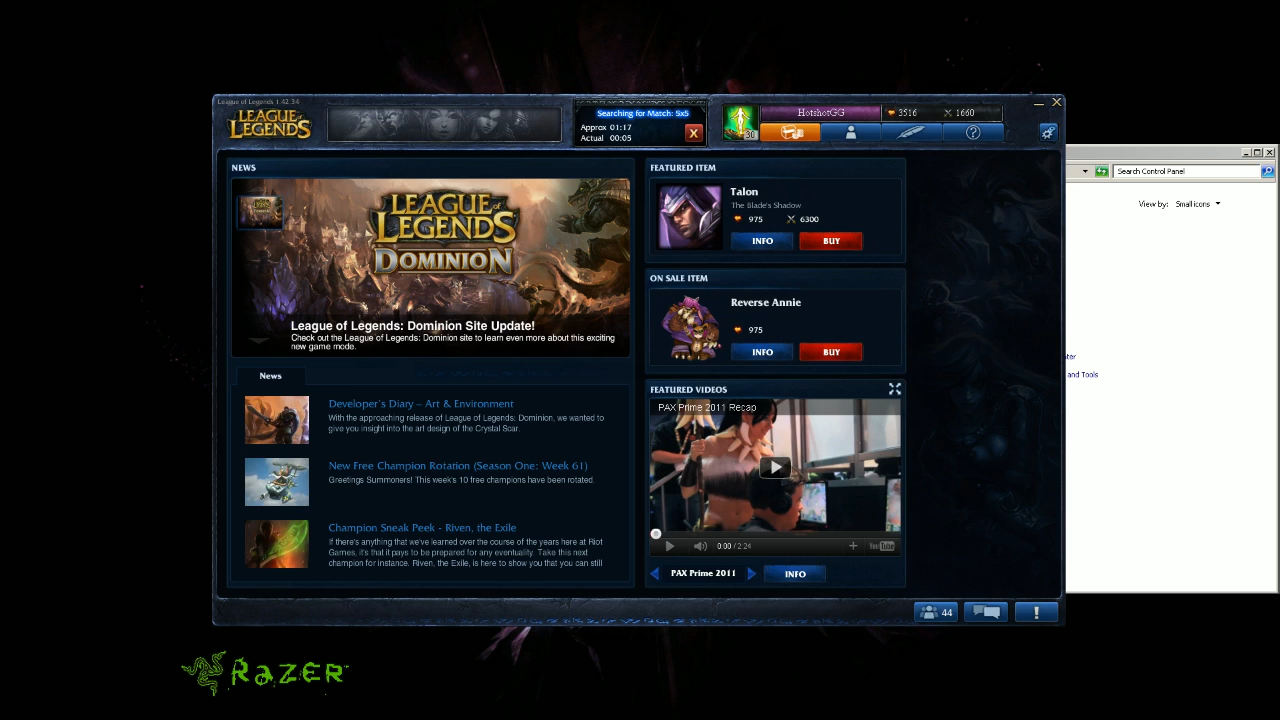 League of Legends 1.42.34
LEAGUE of LEGENDS
Searching for Match: 5x5
Approx 01:17
Actual 00:05
X
30
HotshotGG
3516
1660
?
Search Control Panel
View by: Small icons
NEWS
LEAGUE of LEGENDS
DOMINION
League of Legends: Dominion Site Update!
Check out the League of Legends: Dominion site to learn even more about this exciting
new game mode.
News
Developer's Diary – Art & Environment
With the approaching release of League of Legends: Dominion, we wanted to
give you insight into the art design of the Crystal Scar.
New Free Champion Rotation (Season One: Week 61)
Greetings Summoners! This week's 10 free champions have been rotated.
Champion Sneak Peek - Riven, the Exile
If there's anything that we've learned over the course of the years here at Riot
Games, it's that it pays to be prepared for any eventuality. Take this next
champion for instance. Riven, the Exile, is here to show you that you can still
FEATURED ITEM
Talon
The Blade's Shadow
975
6300
INFO
BUY
ON SALE ITEM
Reverse Annie
975
INFO
BUY
FEATURED VIDEOS
PAX Prime 2011 Recap
0:00 / 2:24
YouTube
PAX Prime 2011
INFO
nter
and Tools
44
!
RAZER™